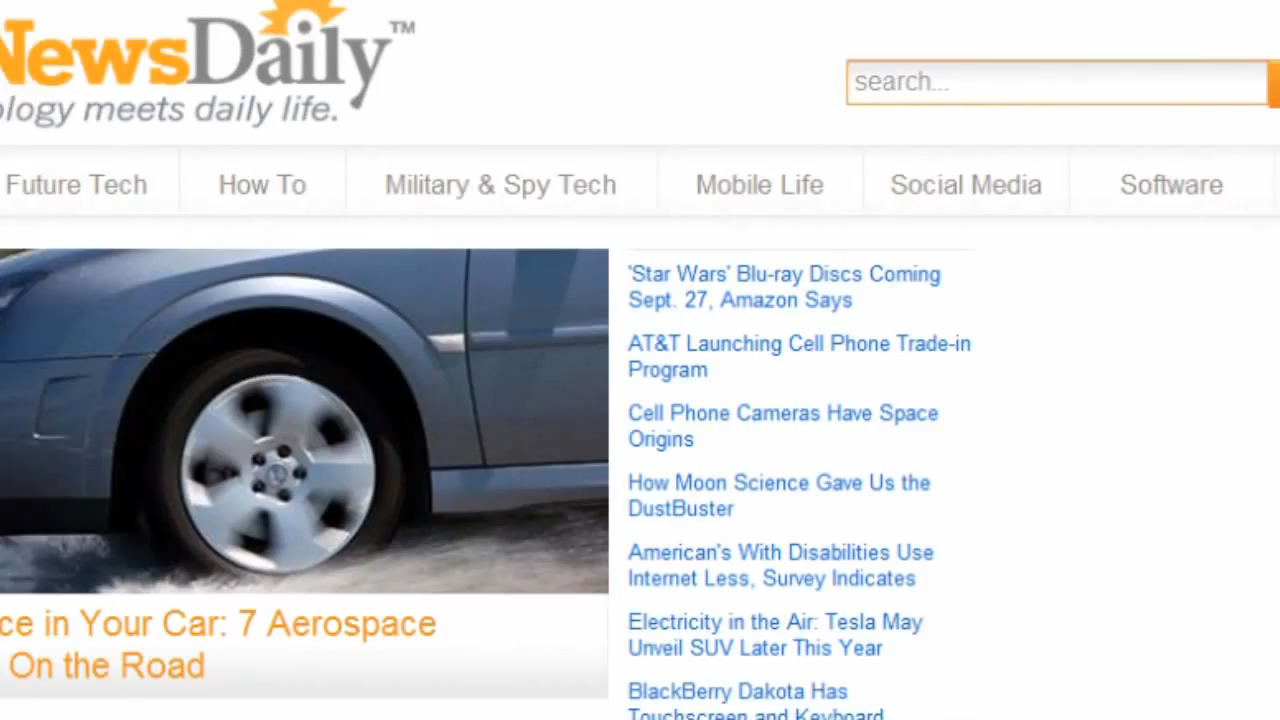 NewsDaily™
ology meets daily life.
search...
Future Tech
How To
Military & Spy Tech
Mobile Life
Social Media
Software
'Star Wars' Blu-ray Discs Coming
Sept. 27, Amazon Says
AT&T Launching Cell Phone Trade-in
Program
Cell Phone Cameras Have Space
Origins
How Moon Science Gave Us the
DustBuster
American's With Disabilities Use
Internet Less, Survey Indicates
Electricity in the Air: Tesla May
Unveil SUV Later This Year
BlackBerry Dakota Has
Touchscreen and Keyboard
ce in Your Car: 7 Aerospace
On the Road